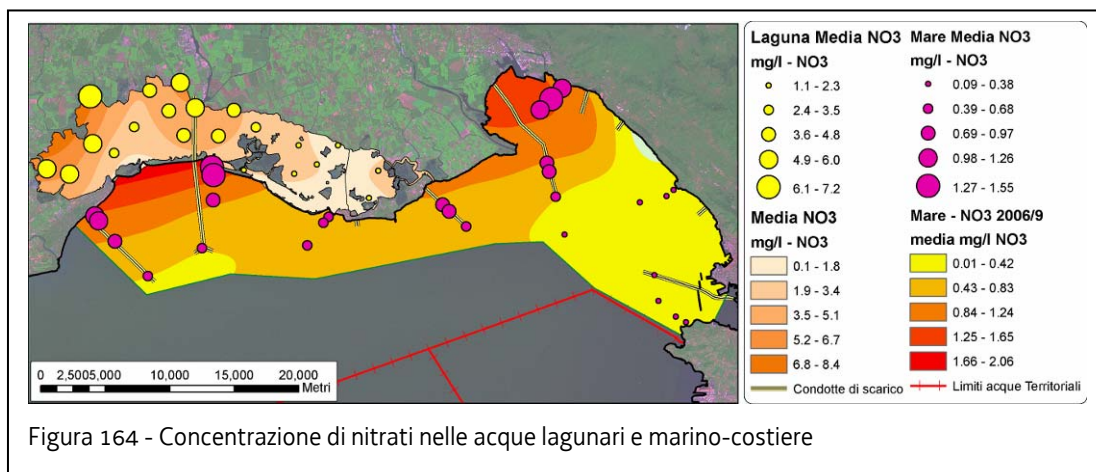 Laguna Media NO3
mg/l - NO3
1.1 - 2.3
2.4 - 3.5
3.6 - 4.8
4.9 - 6.0
6.1 - 7.2
Mare Media NO3
mg/l - NO3
0.09 - 0.38
0.39 - 0.68
0.69 - 0.97
0.98 - 1.26
1.27 - 1.55
Media NO3
mg/l - NO3
0.1 - 1.8
1.9 - 3.4
3.5 - 5.1
5.2 - 6.7
6.8 - 8.4
Condotte di scarico
Mare - NO3 2006/9
media mg/l NO3
0.01 - 0.42
0.43 - 0.83
0.84 - 1.24
1.25 - 1.65
1.66 - 2.06
Limiti acque Territoriali
0 2,500 5,000 10,000 15,000 20,000
Metri
Figura 164 - Concentrazione di nitrati nelle acque lagunari e marino-costiere